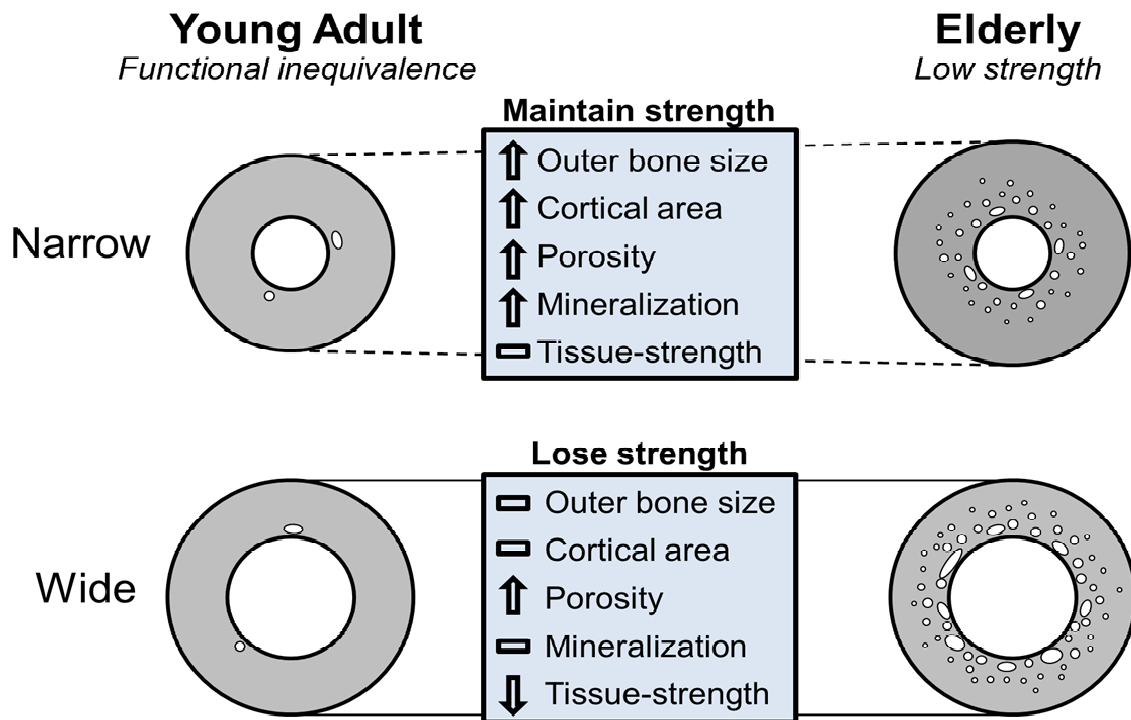 Young Adult
Functional inequivalence
Elderly
Low strength
Maintain strength
Outer bone size
Cortical area
Porosity
Mineralization
Tissue-strength
Narrow
Lose strength
Outer bone size
Cortical area
Porosity
Mineralization
Tissue-strength
Wide